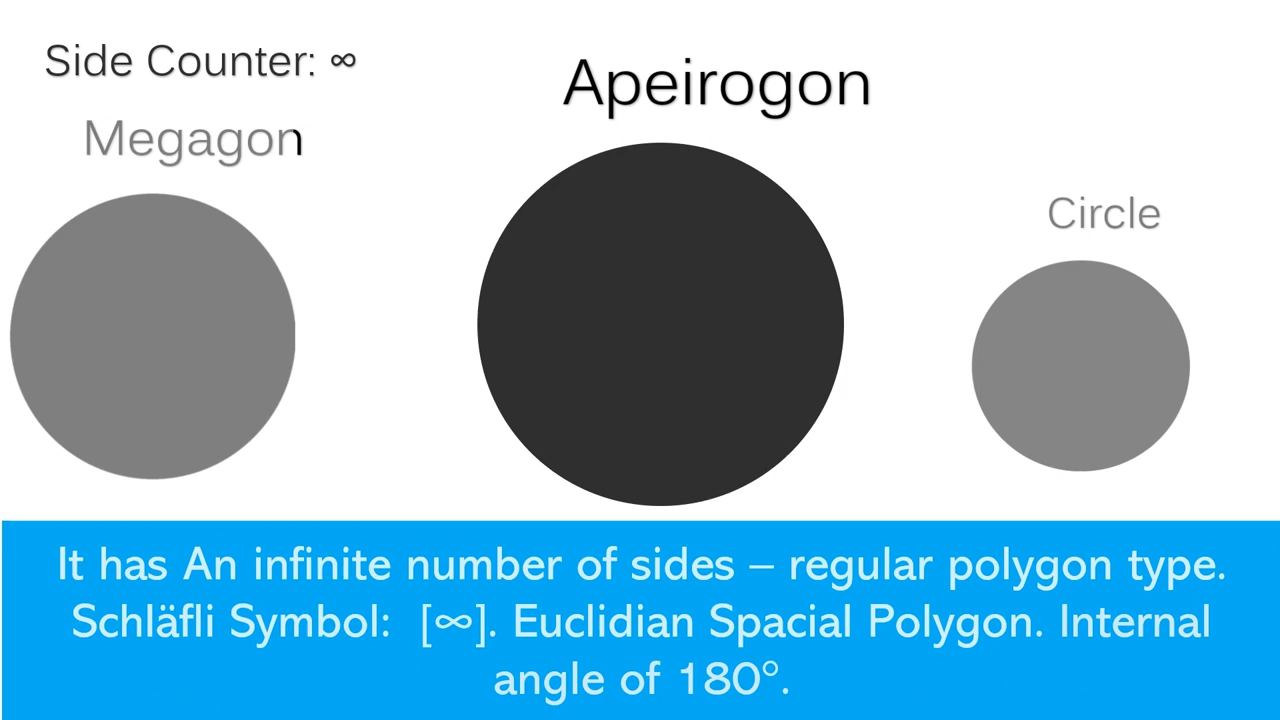 Side Counter: ∞
Apeirogon
Megagon
Circle
It has An infinite number of sides – regular polygon type.
Schläfli Symbol:  [∞]. Euclidian Spacial Polygon. Internal
angle of 180°.